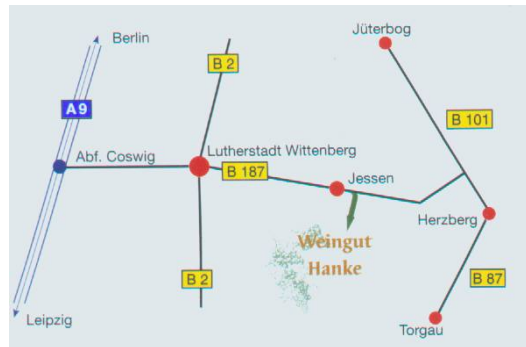 Jüterbog
Berlin
B 2
A9
B 101
Lutherstadt Wittenberg
Abf. Coswig
B 187
Jessen
Herzberg
Weingut
Hanke
B 2
B 87
Leipzig
Torgau